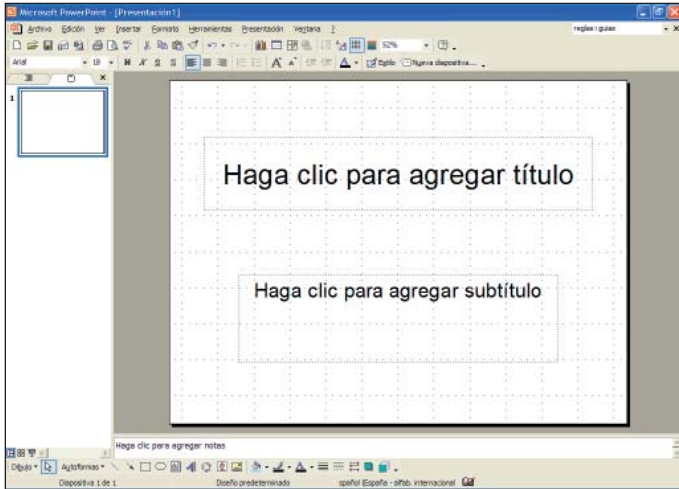 Microsoft PowerPoint - [Presentación1]
Archivo Edición Ver Insertar Formato Herramientas Presentación Ventana ? reglas i guies
52%
Arial 18 N K S S Estilo Nueva diapositiva...
1
Haga clic para agregar título
Haga clic para agregar subtítulo
Haga clic para agregar notas
Dibujo Autoformas
Diapositiva 1 de 1 Diseño predeterminado spañol (España - alfab. internacional